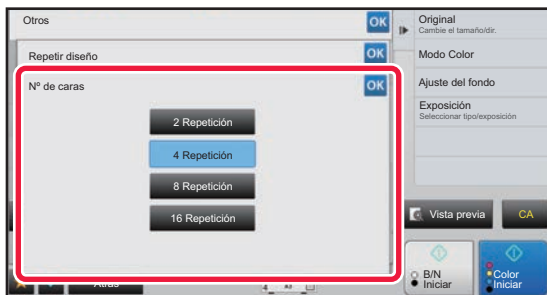 Otros
OK
Repetir diseño
OK
Nº de caras
OK
2 Repetición
4 Repetición
8 Repetición
16 Repetición
Atrás
Original
Cambie el tamaño/dir.
Modo Color
Ajuste del fondo
Exposición
Seleccionar tipo/exposición
Vista previa
CA
B/N
Iniciar
Color
Iniciar